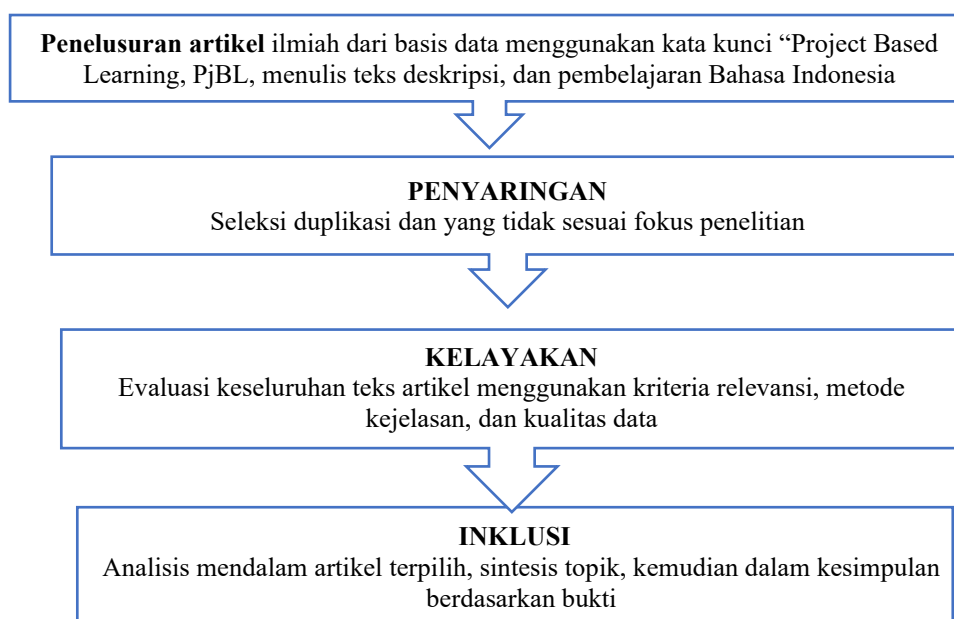 Penelusuran artikel ilmiah dari basis data menggunakan kata kunci “Project Based
Learning, PjBL, menulis teks deskripsi, dan pembelajaran Bahasa Indonesia
PENYARINGAN
Seleksi duplikasi dan yang tidak sesuai fokus penelitian
KELAYAKAN
Evaluasi keseluruhan teks artikel menggunakan kriteria relevansi, metode
kejelasan, dan kualitas data
INKLUSI
Analisis mendalam artikel terpilih, sintesis topik, kemudian dalam kesimpulan
berdasarkan bukti